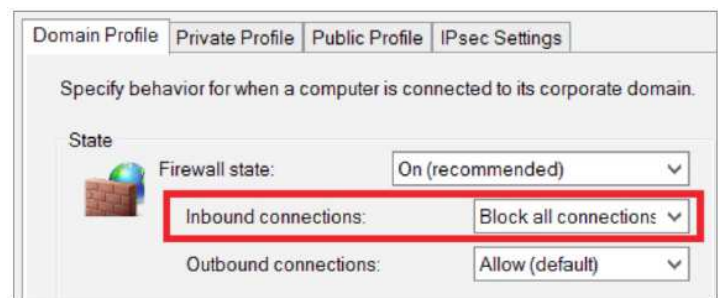 Domain Profile Private Profile Public Profile IPsec Settings
Specify behavior for when a computer is connected to its corporate domain.
State
Firewall state: On (recommended)
Inbound connections: Block all connections
Outbound connections: Allow (default)